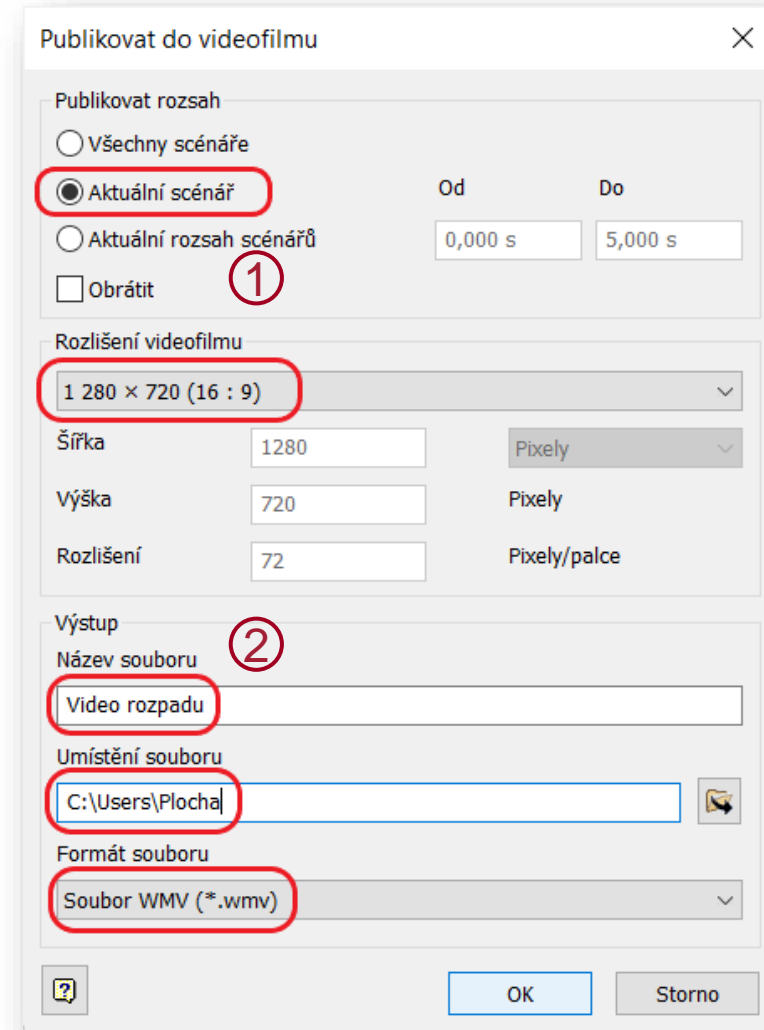 Publikovat do videofilmu
Publikovat rozsah
Všechny scénáře
Aktuální scénář
Od
Do
Aktuální rozsah scénářů
0,000 s
5,000 s
1
Obrátit
Rozlišení videofilmu
1 280 × 720 (16 : 9)
Šířka
1280
Pixely
Výška
720
Pixely
Rozlišení
72
Pixely/palce
Výstup
2
Název souboru
Video rozpadu
Umístění souboru
C:\Users\Plocha
Formát souboru
Soubor WMV (*.wmv)
?
OK
Storno